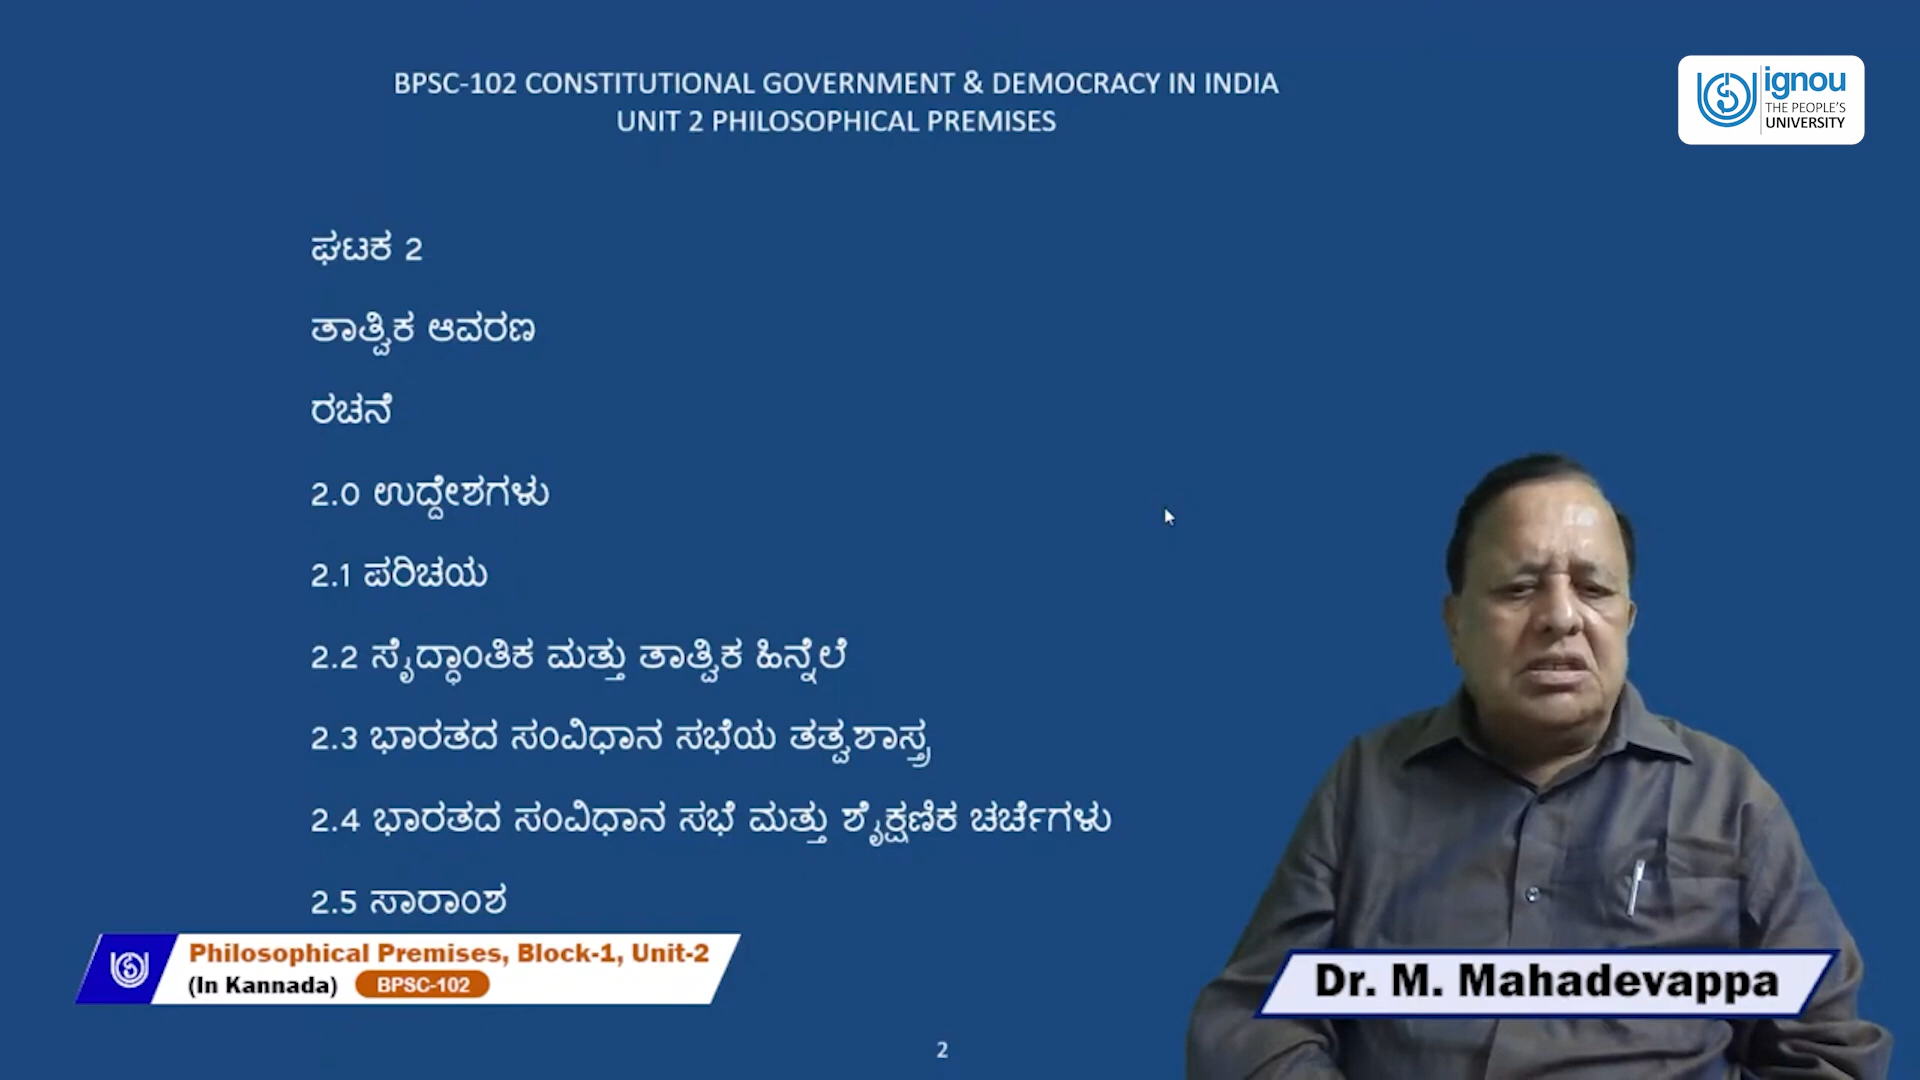 BPSC-102 CONSTITUTIONAL GOVERNMENT & DEMOCRACY IN INDIA
UNIT 2 PHILOSOPHICAL PREMISES
ignou
THE PEOPLE'S
UNIVERSITY
ಘಟಕ 2
ತಾತ್ವಿಕ ಆವರಣ
ರಚನೆ
2.0 ಉದ್ದೇಶಗಳು
2.1 ಪರಿಚಯ
2.2 ಸೈದ್ಧಾಂತಿಕ ಮತ್ತು ತಾತ್ವಿಕ ಹಿನ್ನೆಲೆ
2.3 ಭಾರತದ ಸಂವಿಧಾನ ಸಭೆಯ ತತ್ವಶಾಸ್ತ್ರ
2.4 ಭಾರತದ ಸಂವಿಧಾನ ಸಭೆ ಮತ್ತು ಶೈಕ್ಷಣಿಕ ಚರ್ಚೆಗಳು
2.5 ಸಾರಾಂಶ
Philosophical Premises, Block-1, Unit-2
(In Kannada) BPSC-102
Dr. M. Mahadevappa
2